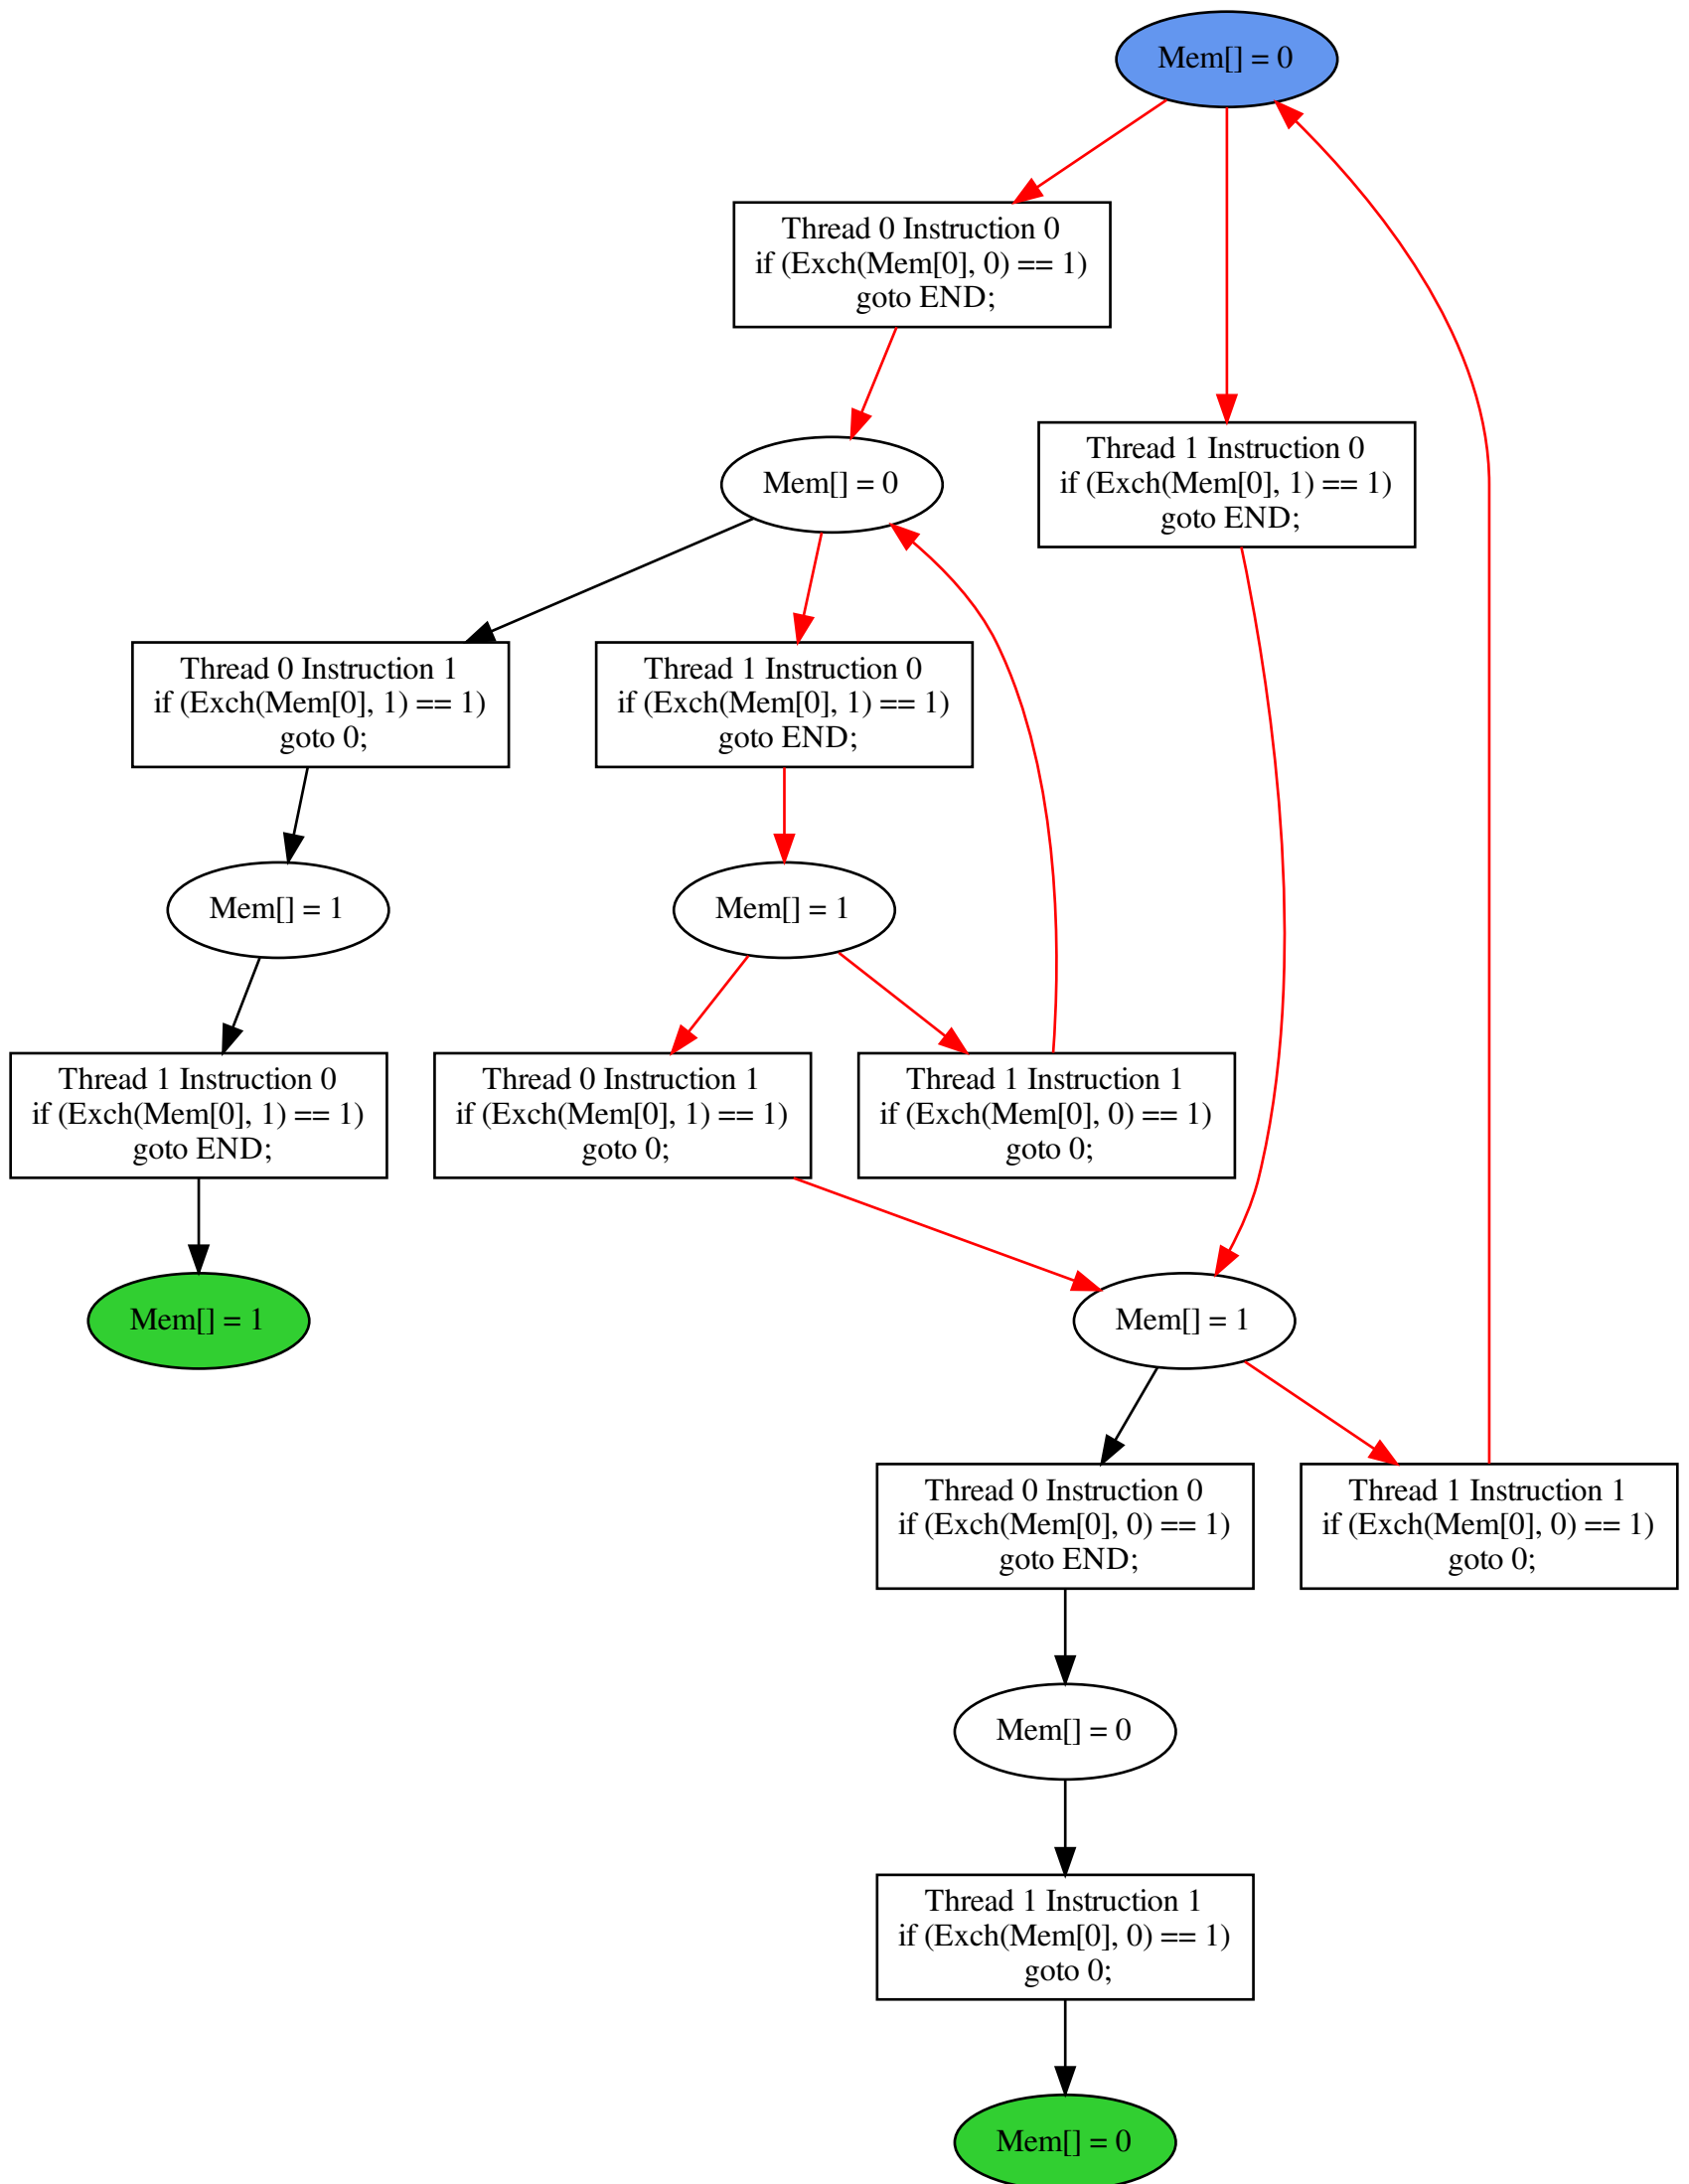 Mem[] = 0
Thread 0 Instruction 0
if (Exch(Mem[0], 0) == 1)
goto END;
Thread 1 Instruction 0
if (Exch(Mem[0], 1) == 1)
goto END;
Mem[] = 0
Thread 0 Instruction 1
if (Exch(Mem[0], 1) == 1)
goto 0;
Thread 1 Instruction 0
if (Exch(Mem[0], 1) == 1)
goto END;
Mem[] = 1
Mem[] = 1
Thread 1 Instruction 0
if (Exch(Mem[0], 1) == 1)
goto END;
Thread 0 Instruction 1
if (Exch(Mem[0], 1) == 1)
goto 0;
Thread 1 Instruction 1
if (Exch(Mem[0], 0) == 1)
goto 0;
Mem[] = 1
Mem[] = 1
Thread 0 Instruction 0
if (Exch(Mem[0], 0) == 1)
goto END;
Thread 1 Instruction 1
if (Exch(Mem[0], 0) == 1)
goto 0;
Mem[] = 0
Thread 1 Instruction 1
if (Exch(Mem[0], 0) == 1)
goto 0;
Mem[] = 0